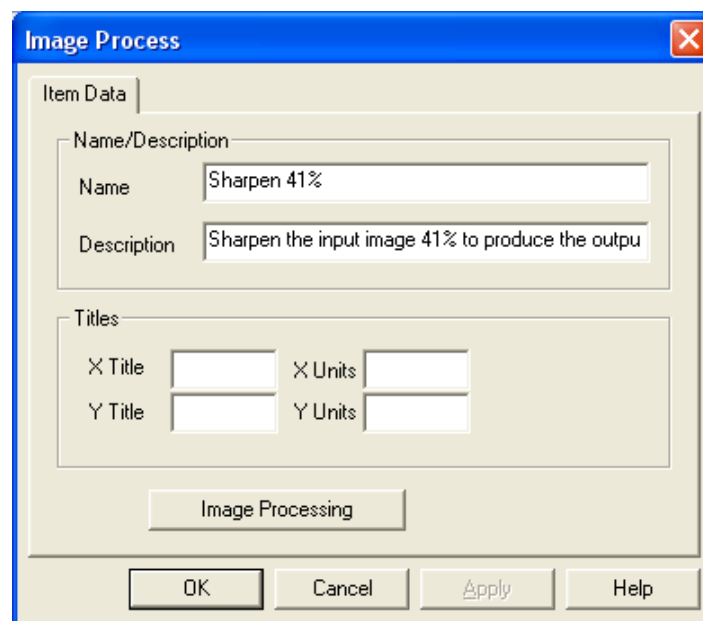 Image Process
Item Data
Name/Description
Name Sharpen 41%
Description Sharpen the input image 41% to produce the outpu
Titles
X Title X Units
Y Title Y Units
Image Processing
OK Cancel Apply Help